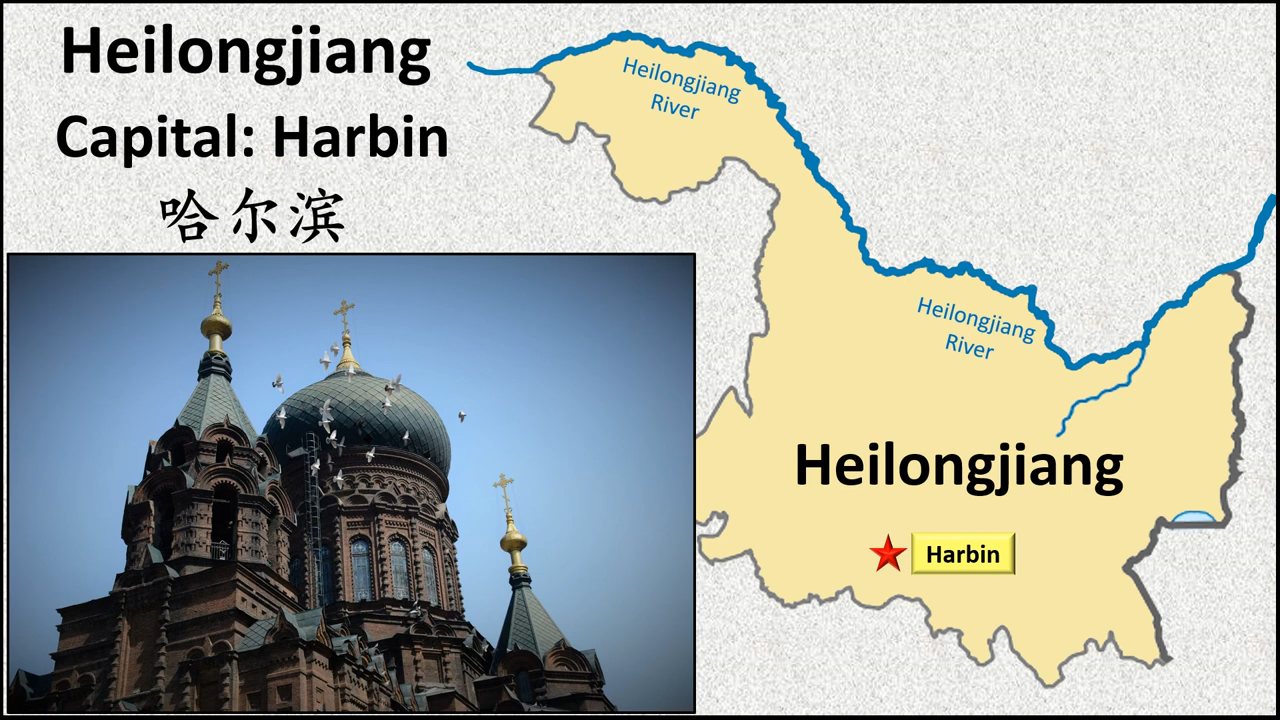 Heilongjiang
Capital: Harbin
哈尔滨
Heilongjiang
River
Heilongjiang
River
Heilongjiang
Harbin